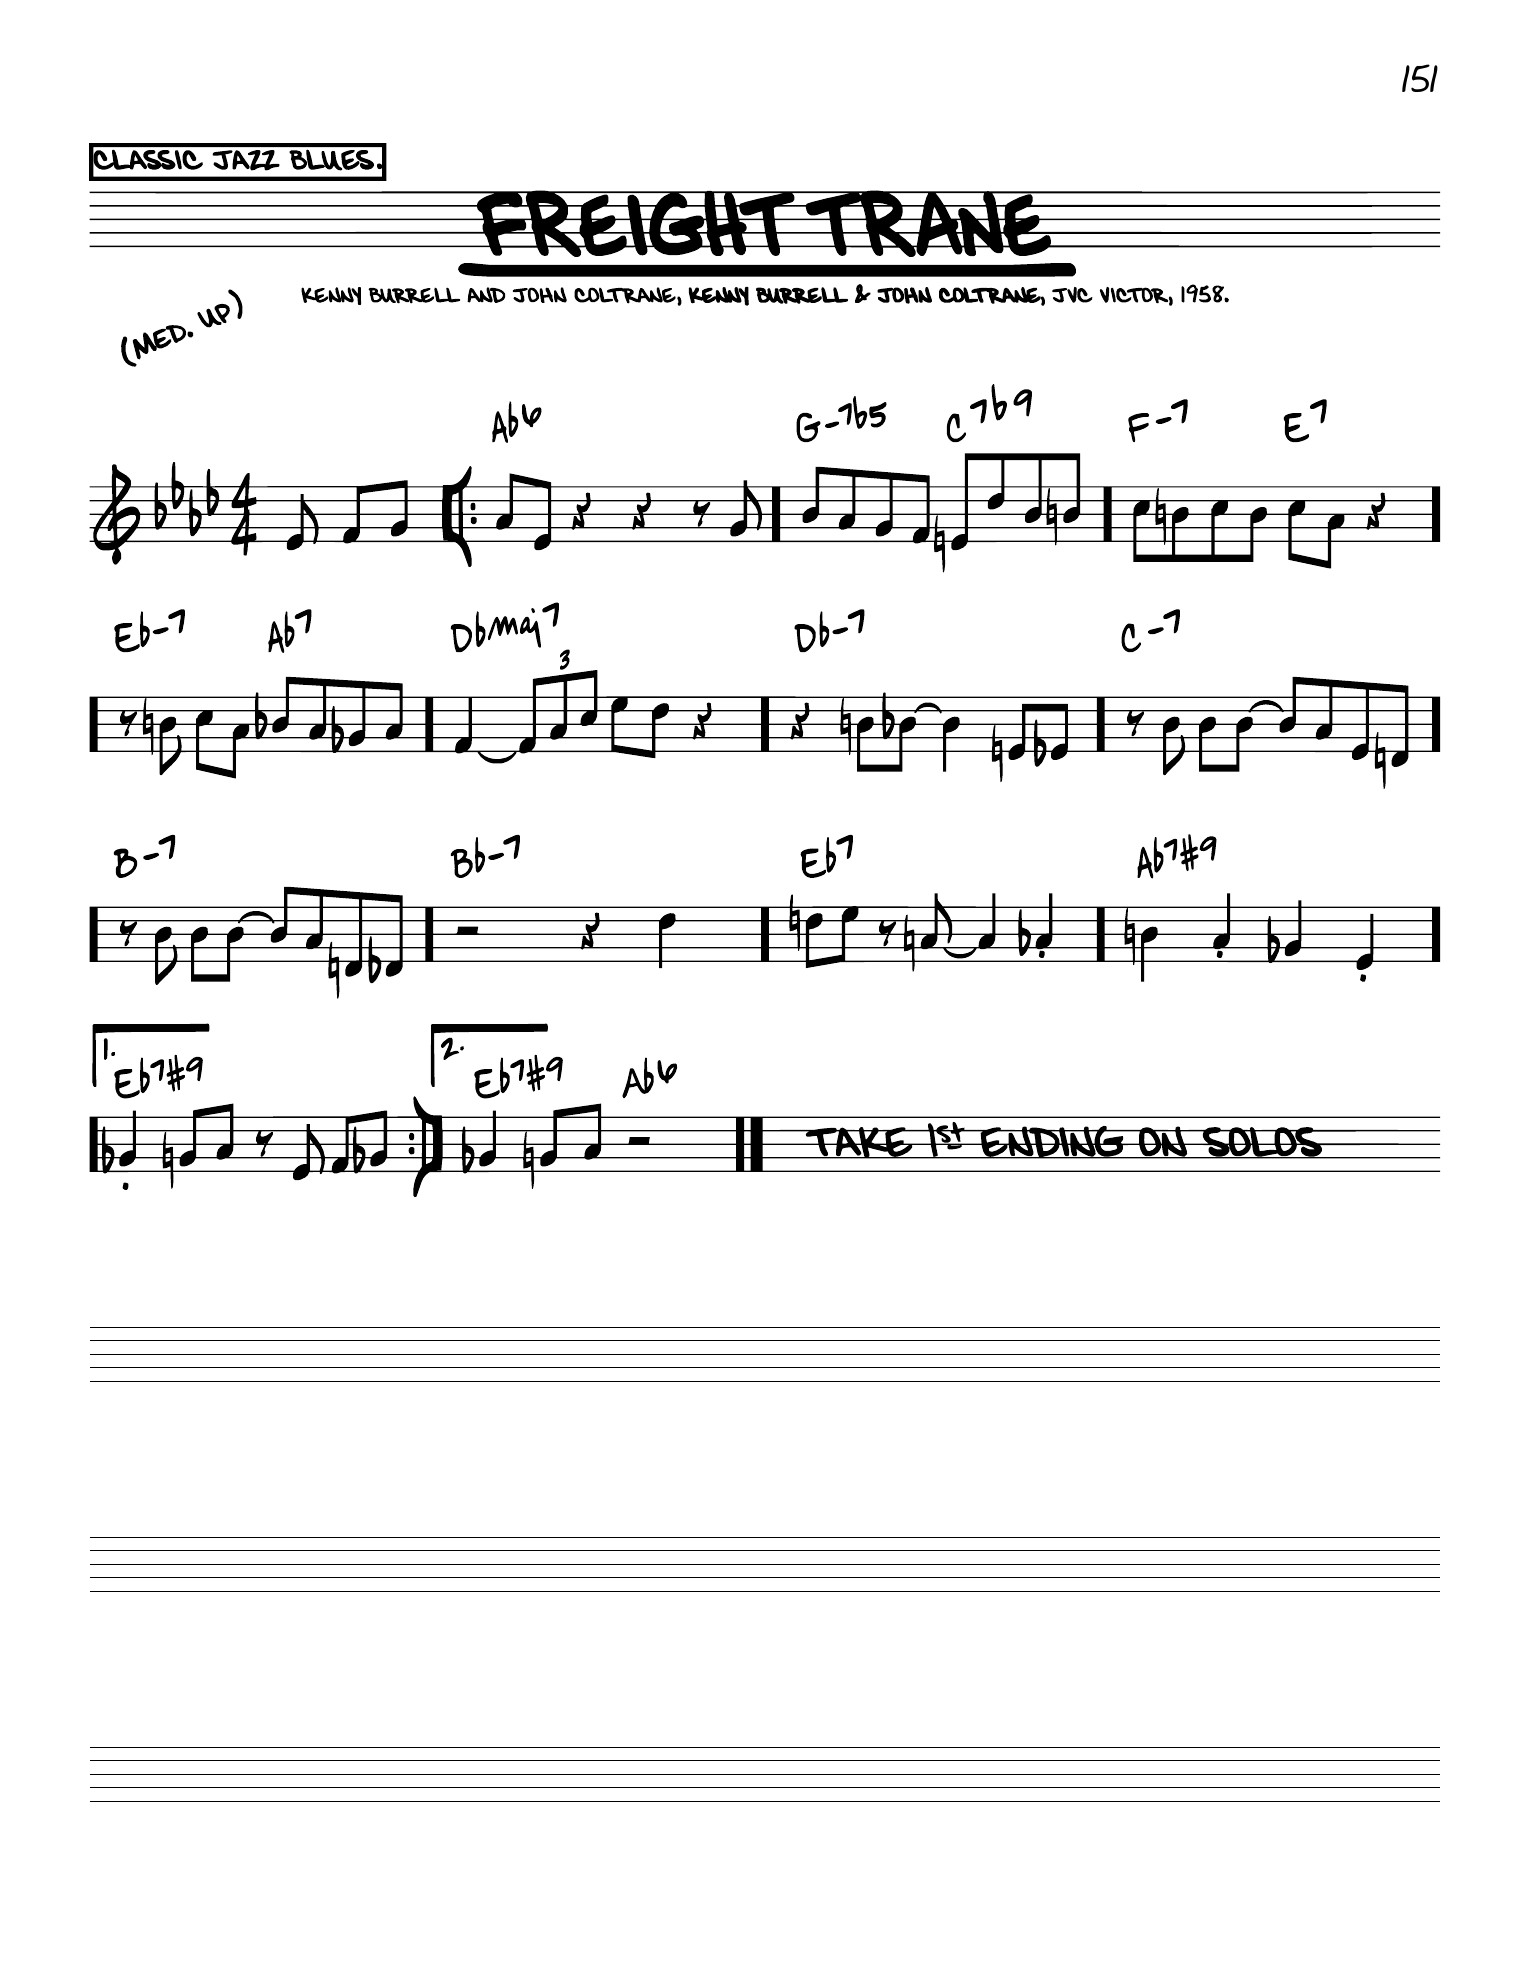 151
CLASSIC JAZZ BLUES.
FREIGHT TRANE
KENNY BURRELL AND JOHN COLTRANE, KENNY BURRELL & JOHN COLTRANE, JVC VICTOR, 1958.
(MED. UP)
Ab6 G-7b5 C7b9 F-7 E7
4
4
Eb-7 Ab7 Dbmaj7 Db-7 C-7
3
B-7 Bb-7 Eb7 Ab7#9
1. 2.
Eb7#9 Eb7#9 Ab6
TAKE 1st ENDING ON SOLOS